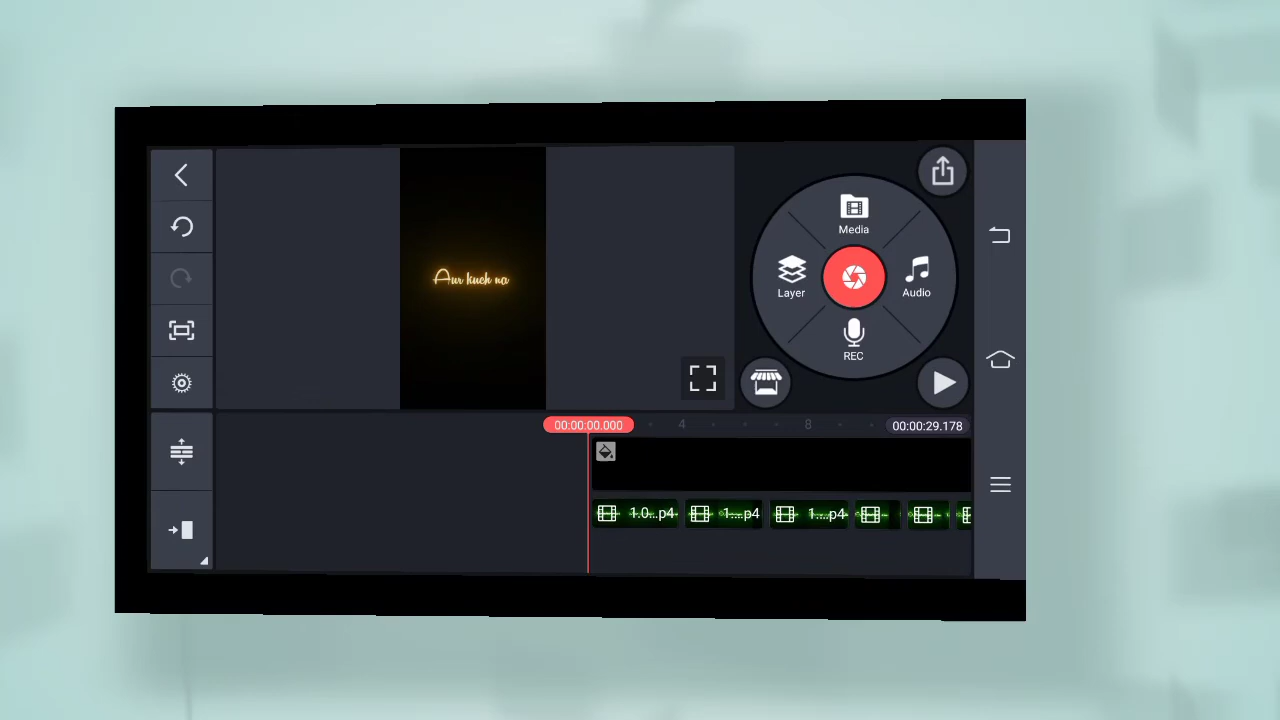 Aur kuch na
Media
Layer
Audio
REC
00:00:00.000
4
8
00:00:29.178
1.0...p4
1....p4
1....p4